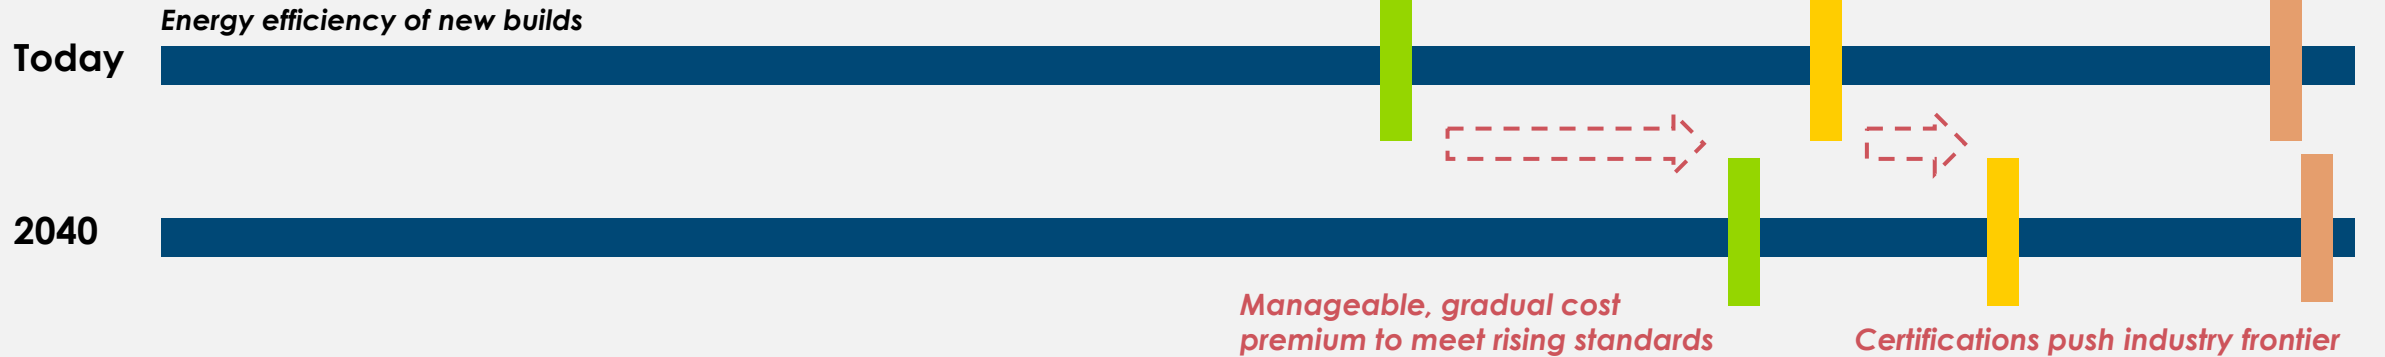 Energy efficiency of new builds
Today
2040
Manageable, gradual cost
premium to meet rising standards
Certifications push industry frontier